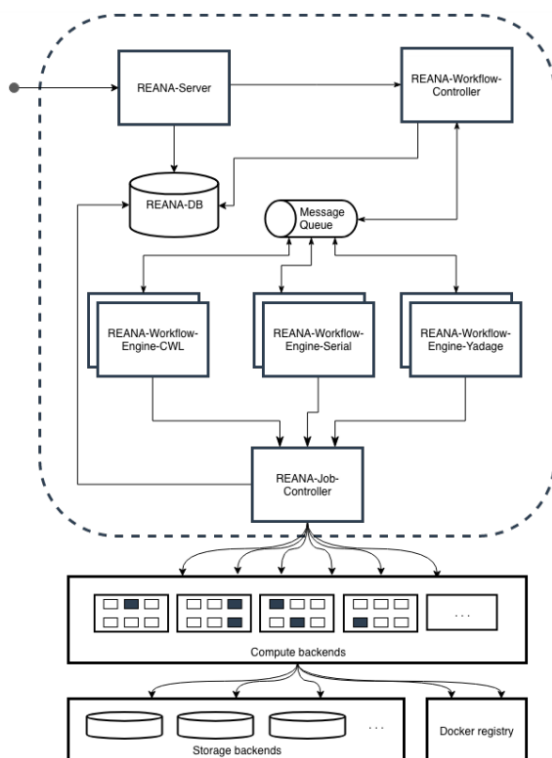 REANA-Server
REANA-Workflow-
Controller
REANA-DB
Message
Queue
REANA-Workflow-
Engine-CWL
REANA-Workflow-
Engine-Serial
REANA-Workflow-
Engine-Yadage
REANA-Job-
Controller
. . .
Compute backends
. . .
Storage backends
Docker registry